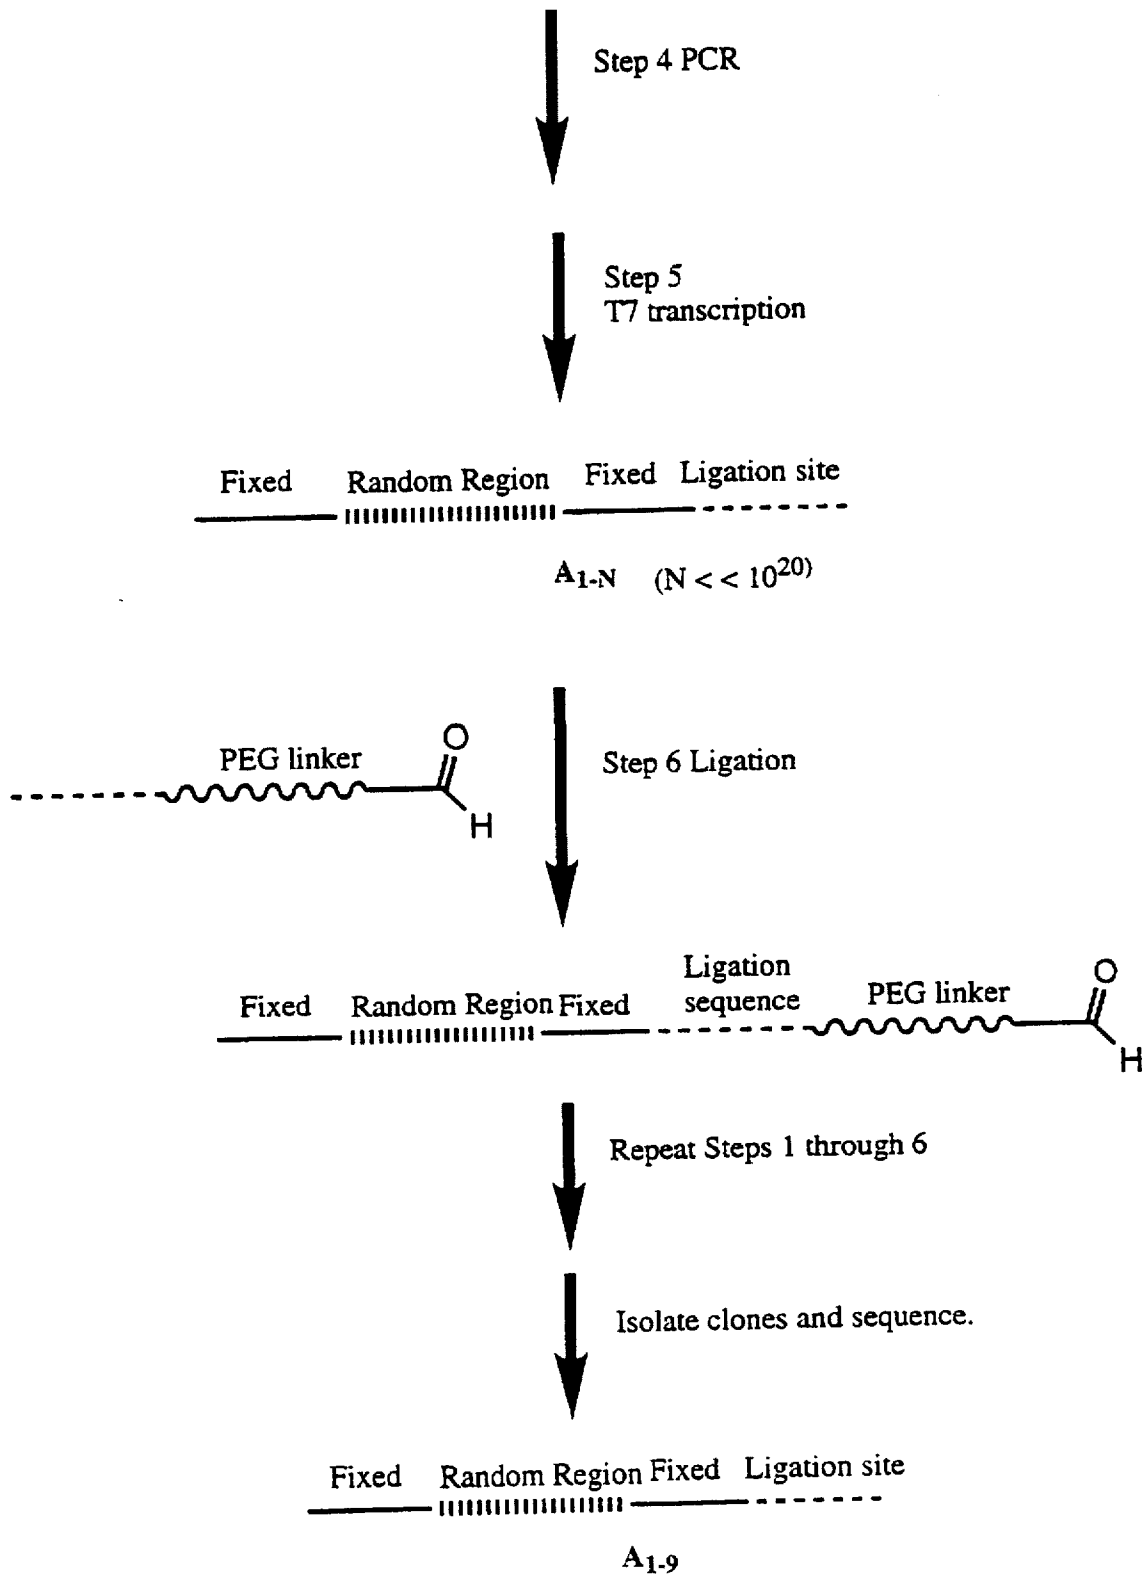 Step 4 PCR
Step 5
T7 transcription
Fixed Random Region Fixed Ligation site
A1-N (N < < 10^20)
PEG linker
O
H
Step 6 Ligation
Ligation
sequence
Fixed Random Region Fixed PEG linker
O
H
Repeat Steps 1 through 6
Isolate clones and sequence.
Fixed Random Region Fixed Ligation site
A1-9